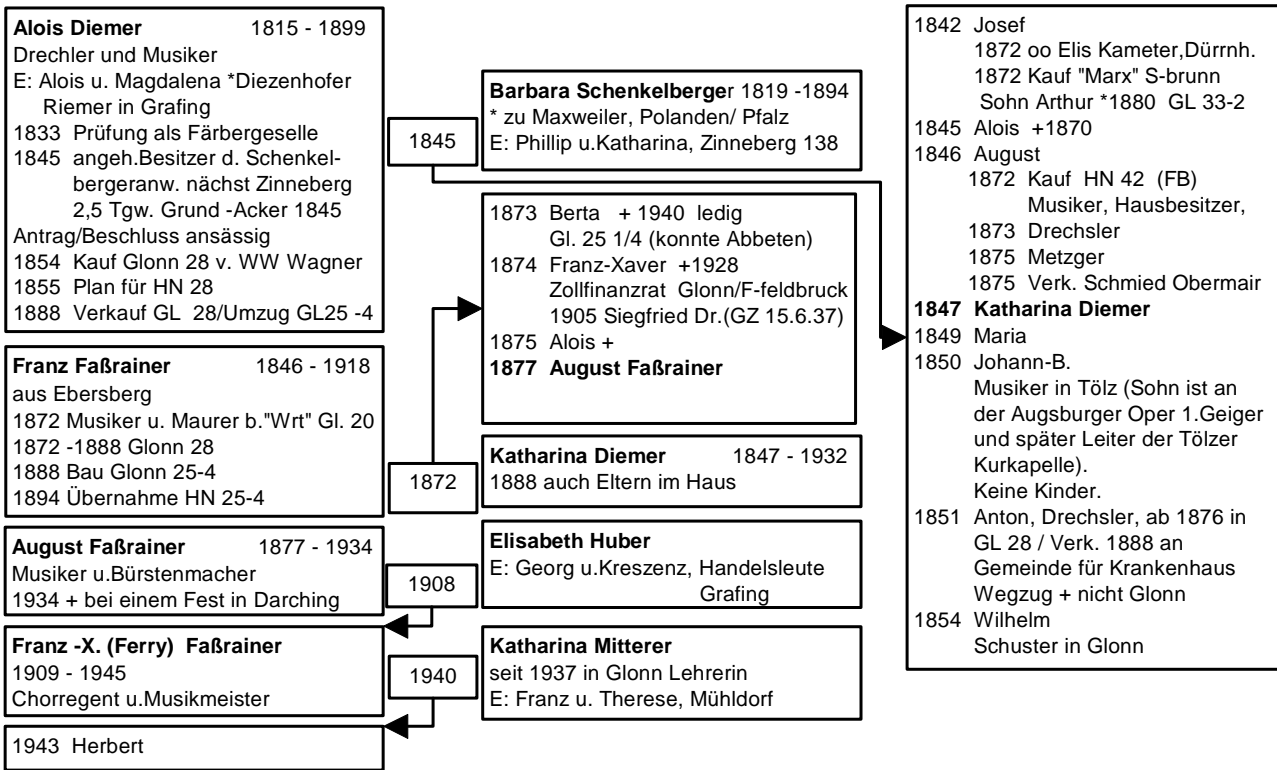 Alois Diemer 1815 - 1899
Drechler und Musiker
E: Alois u. Magdalena *Diezenhofer
Riemer in Grafing
1833 Prüfung als Färbergeselle
1845 angeh.Besitzer d. Schenkel-
bergeranw. nächst Zinneberg
2,5 Tgw. Grund -Acker 1845
Antrag/Beschluss ansässig
1854 Kauf Glonn 28 v. WW Wagner
1855 Plan für HN 28
1888 Verkauf GL 28/Umzug GL25 -4
1845
Barbara Schenkelberger 1819 -1894
* zu Maxweiler, Polanden/ Pfalz
E: Phillip u.Katharina, Zinneberg 138
1842 Josef
1872 oo Elis Kameter,Dürrnh.
1872 Kauf "Marx" S-brunn
Sohn Arthur *1880 GL 33-2
1845 Alois +1870
1846 August
1872 Kauf HN 42 (FB)
Musiker, Hausbesitzer,
1873 Drechsler
1875 Metzger
1875 Verk. Schmied Obermair
1847 Katharina Diemer
1849 Maria
1850 Johann-B.
Musiker in Tölz (Sohn ist an
der Augsburger Oper 1.Geiger
und später Leiter der Tölzer
Kurkapelle).
Keine Kinder.
1851 Anton, Drechsler, ab 1876 in
GL 28 / Verk. 1888 an
Gemeinde für Krankenhaus
Wegzug + nicht Glonn
1854 Wilhelm
Schuster in Glonn
1873 Berta + 1940 ledig
Gl. 25 1/4 (konnte Abbeten)
1874 Franz-Xaver +1928
Zollfinanzrat Glonn/F-feldbruck
1905 Siegfried Dr.(GZ 15.6.37)
1875 Alois +
1877 August Faßrainer
Franz Faßrainer 1846 - 1918
aus Ebersberg
1872 Musiker u. Maurer b."Wrt" Gl. 20
1872 -1888 Glonn 28
1888 Bau Glonn 25-4
1894 Übernahme HN 25-4
1872
Katharina Diemer 1847 - 1932
1888 auch Eltern im Haus
August Faßrainer 1877 - 1934
Musiker u.Bürstenmacher
1934 + bei einem Fest in Darching
1908
Elisabeth Huber
E: Georg u.Kreszenz, Handelsleute
Grafing
Franz -X. (Ferry) Faßrainer
1909 - 1945
Chorregent u.Musikmeister
1940
Katharina Mitterer
seit 1937 in Glonn Lehrerin
E: Franz u. Therese, Mühldorf
1943 Herbert